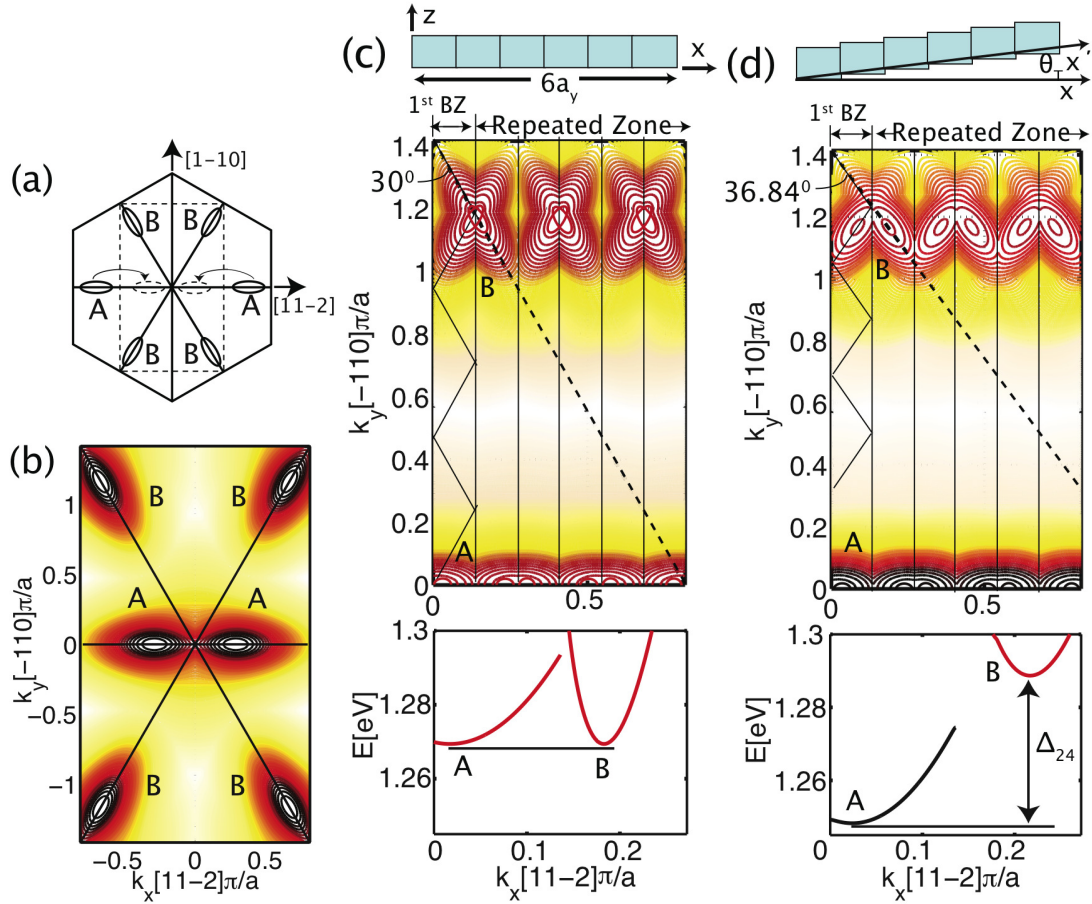 (a)
[1-10]
B
B
A
A
[11-2]
B
B
(b)
k_y[-110]π/a
1
0
-0.5
-1
B
B
A
A
B
B
-0.5
0
0.5
k_x[11-2]π/a
(c)
z
x
6a_y
1st BZ
Repeated Zone
30^0
k_y[-110]π/a
1.4
1.2
1
0.8
0.6
0.4
0.2
0
B
A
0
0.5
E[eV]
1.3
1.28
1.26
A
B
0
0.1
0.2
k_x[11-2]π/a
(d)
θ_T
x'
x
1st BZ
Repeated Zone
36.84^0
k_y[-110]π/a
1.4
1.2
1
0.8
0.6
0.4
0.2
0
B
A
0
0.5
E[eV]
1.3
1.28
1.26
B
A
Δ_24
0
0.1
0.2
k_x[11-2]π/a